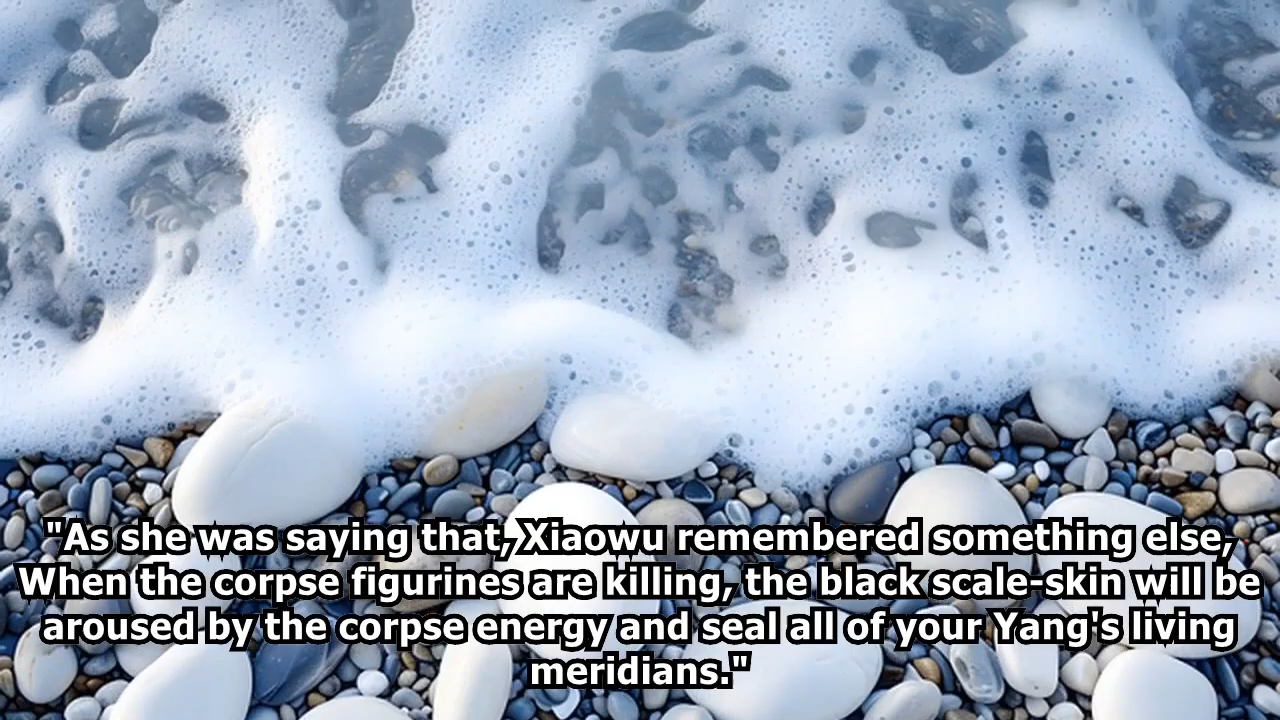 "As she was saying that, Xiaowu remembered something else,
When the corpse figurines are killing, the black scale-skin will be
aroused by the corpse energy and seal all of your Yang's living
meridians."